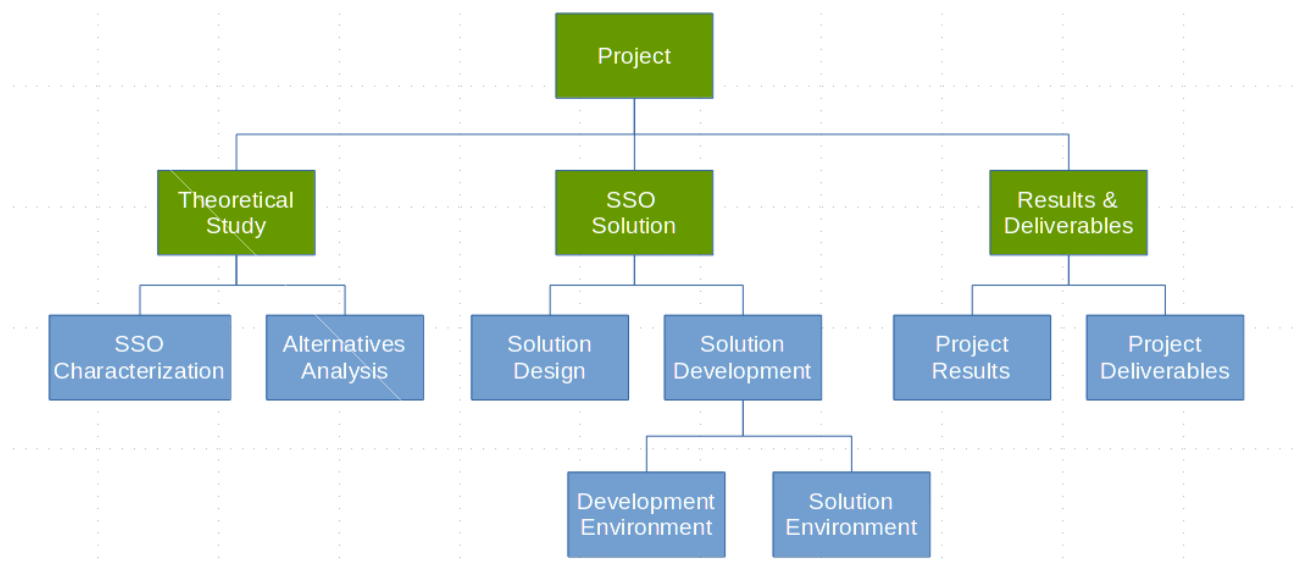 Project
Theoretical
Study
SSO
Solution
Results &
Deliverables
SSO
Characterization
Alternatives
Analysis
Solution
Design
Solution
Development
Project
Results
Project
Deliverables
Development
Environment
Solution
Environment